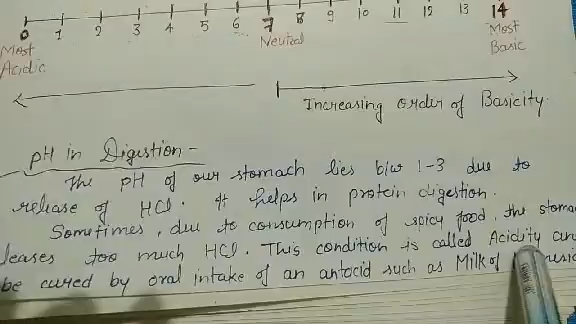 0 1 2 3 4 5 6 7 8 9 10 11 12 13 14
Most Acidic Neutral Most Basic
Increasing Order of Basicity
pH in Digestion -
The pH of our stomach lies b/w 1-3 due to
release of HCl. It helps in protein digestion.
Sometimes, due to consumption of spicy food, the stoma
leases too much HCl. This condition is called Acidity an
be cured by oral intake of an antacid such as Milk of